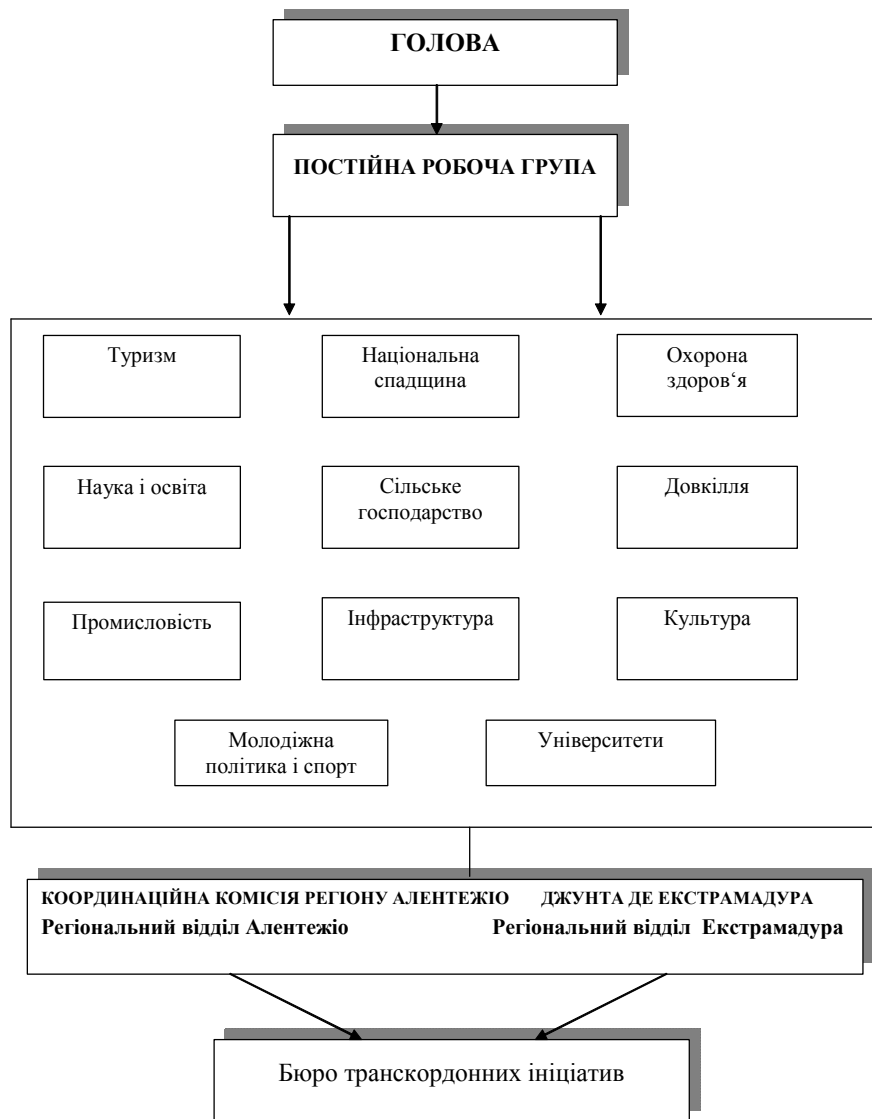 ГОЛОВА
ПОСТІЙНА РОБОЧА ГРУПА
Туризм
Національна
спадщина
Охорона
здоров‘я
Наука і освіта
Сільське
господарство
Довкілля
Промисловість
Інфраструктура
Культура
Молодіжна
політика і спорт
Університети
КООРДИНАЦІЙНА КОМІСІЯ РЕГІОНУ АЛЕНТЕЖІО ДЖУНТА ДЕ ЕКСТРАМАДУРА
Регіональний відділ Алентежіо Регіональний відділ Екстрамадура
Бюро транскордонних ініціатив